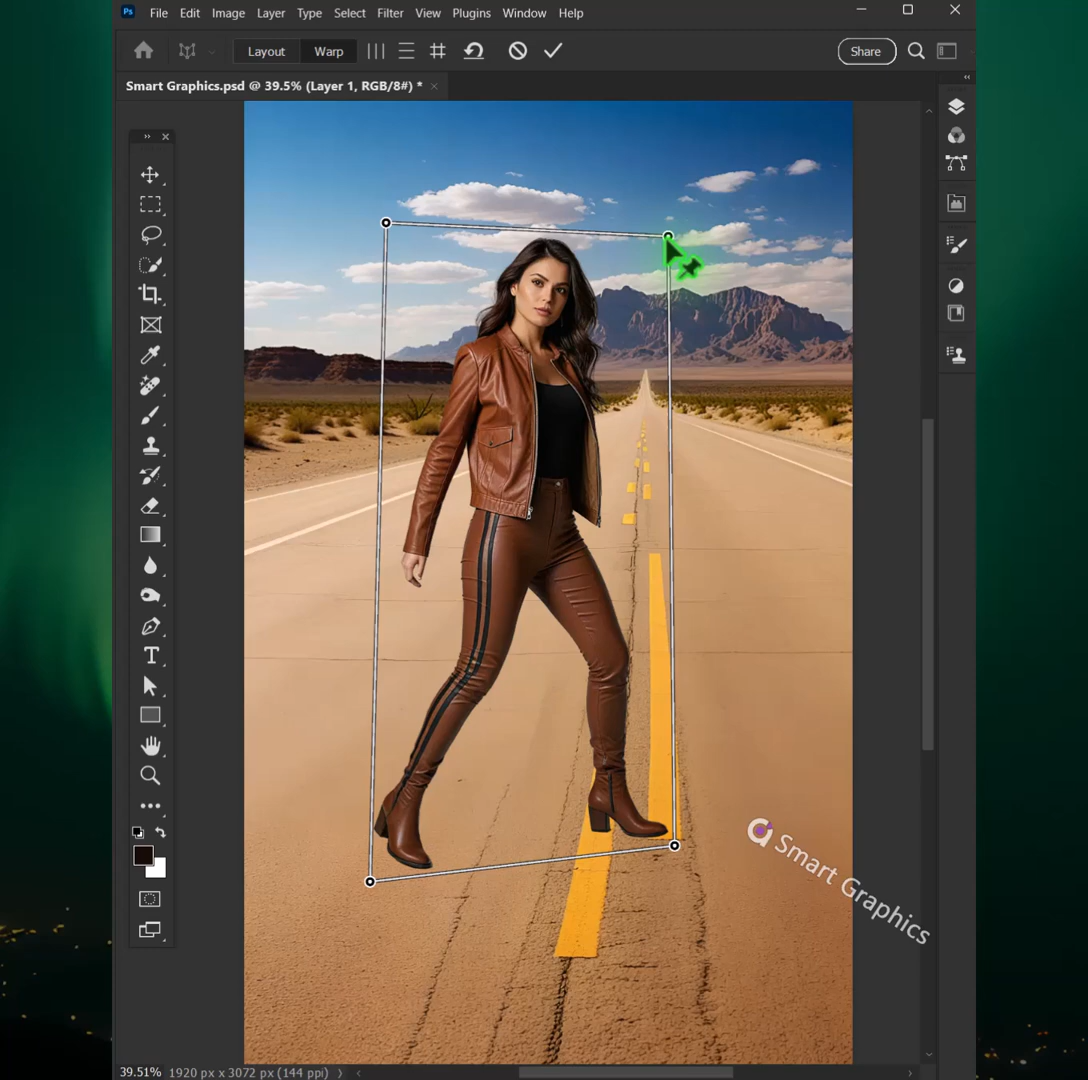 Ps File Edit Image Layer Type Select Filter View Plugins Window Help
Layout Warp Share
Smart Graphics.psd @ 39.5% (Layer 1, RGB/8#) *
T
Smart Graphics
39.51% 1920 px x 3072 px (144 ppi)